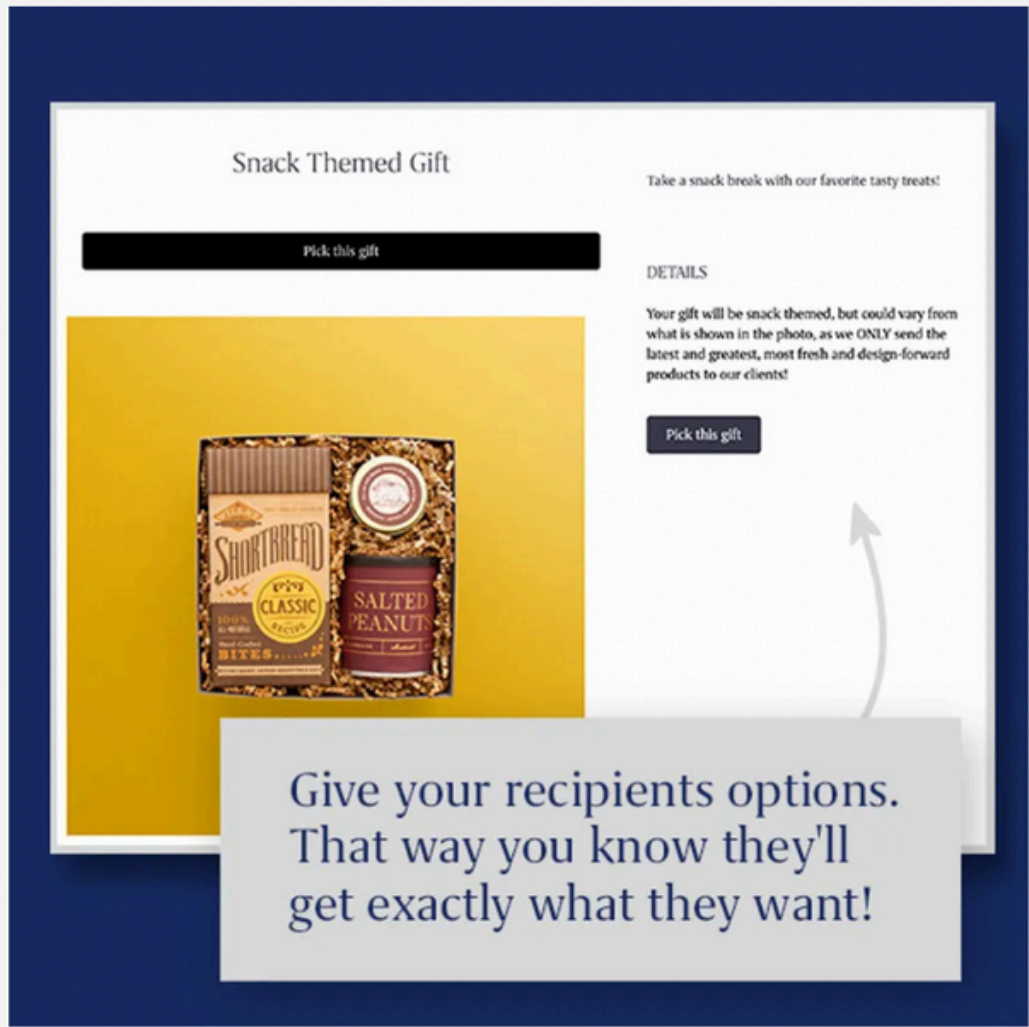 Snack Themed Gift
Pick this gift
SHORTBREAD
CLASSIC
RECIPE
100%
BITES
SALTED
PEANUTS
Take a snack break with our favorite tasty treats!
DETAILS
Your gift will be snack themed, but could vary from
what is shown in the photo, as we ONLY send the
latest and greatest, most fresh and design-forward
products to our clients!
Pick this gift
Give your recipients options.
That way you know they'll
get exactly what they want!